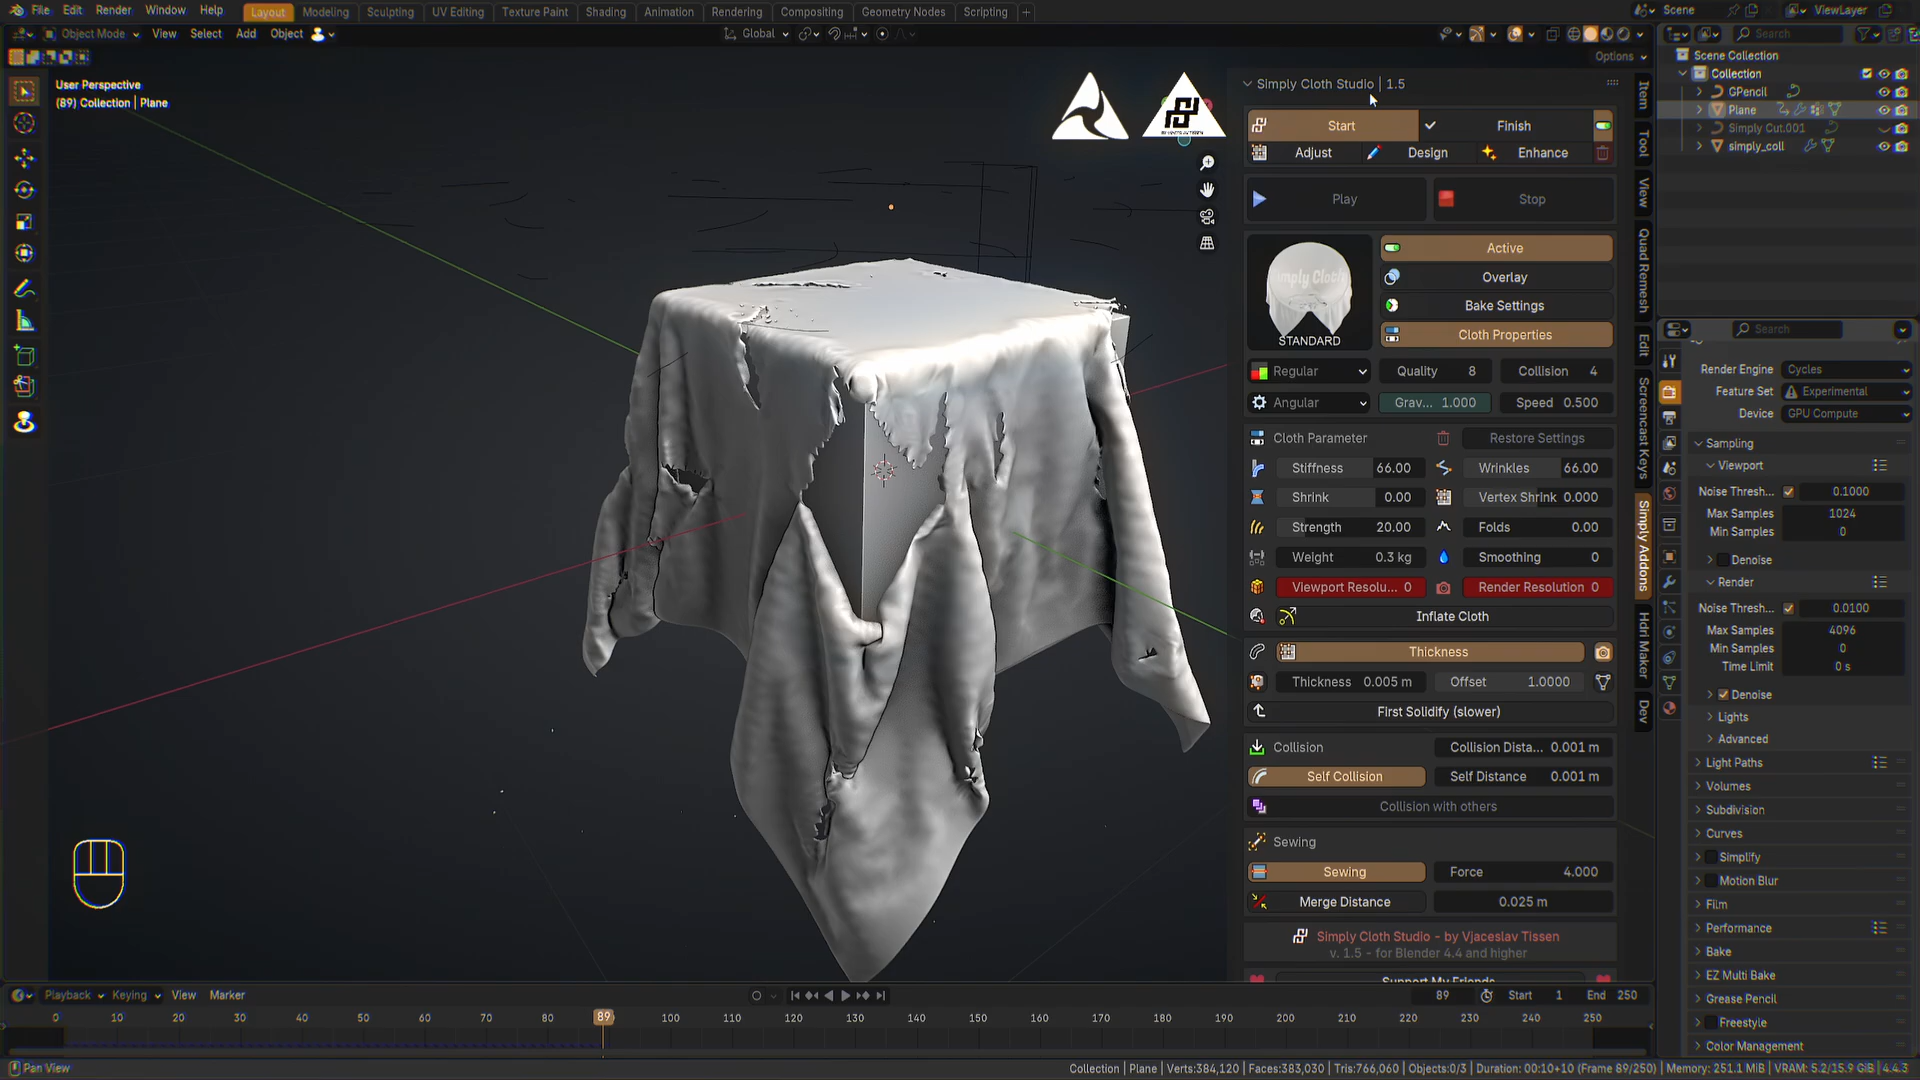 File Edit Render Window Help
Layout Modeling Sculpting UV Editing Texture Paint Shading Animation Rendering Compositing Geometry Nodes Scripting +
Scene
ViewLayer
Object Mode View Select Add Object
Global
Options
Search
User Perspective
(89) Collection | Plane
Simply Cloth Studio | 1.5
Start
Finish
Adjust
Design
Enhance
Play
Stop
STANDARD
Active
Overlay
Bake Settings
Cloth Properties
Regular
Quality 8
Collision 4
Angular
Grav... 1.000
Speed 0.500
Cloth Parameter
Restore Settings
Stiffness 66.00
Wrinkles 66.00
Shrink 0.00
Vertex Shrink 0.000
Strength 20.00
Folds 0.00
Weight 0.3 kg
Smoothing 0
Viewport Resolu... 0
Render Resolution 0
Inflate Cloth
Thickness
Thickness 0.005 m
Offset 1.0000
First Solidify (slower)
Collision
Collision Dista... 0.001 m
Self Collision
Self Distance 0.001 m
Collision with others
Sewing
Sewing
Force 4.000
Merge Distance
0.025 m
Simply Cloth Studio - by Vjaceslav Tissen
v. 1.5 - for Blender 4.4 and higher
Support My Friends
Item
Tool
View
Quad Remesh
Edit
Screencast Keys
Simply Addons
Hdri Maker
Dev
Scene Collection
Collection
GPencil
Plane
Simply Cut.001
simply_coll
Search
Render Engine Cycles
Feature Set Experimental
Device GPU Compute
Sampling
Viewport
Noise Thresh... 0.1000
Max Samples 1024
Min Samples 0
Denoise
Render
Noise Thresh... 0.0100
Max Samples 4096
Min Samples 0
Time Limit 0 s
Denoise
Lights
Advanced
Light Paths
Volumes
Subdivision
Curves
Simplify
Motion Blur
Film
Performance
Bake
EZ Multi Bake
Grease Pencil
Freestyle
Color Management
Playback Keying View Marker
89
Start 1
End 250
0 10 20 30 40 50 60 70 80 89 100 110 120 130 140 150 160 170 180 190 200 210 220 230 240 250
Pan View
Collection | Plane | Verts:384,120 | Faces:383,030 | Tris:766,060 | Objects:0/3 | Duration: 00:10+10 (Frame 89/250) | Memory: 251.1 MiB | VRAM: 5.2/15.9 GiB | 4.4.3